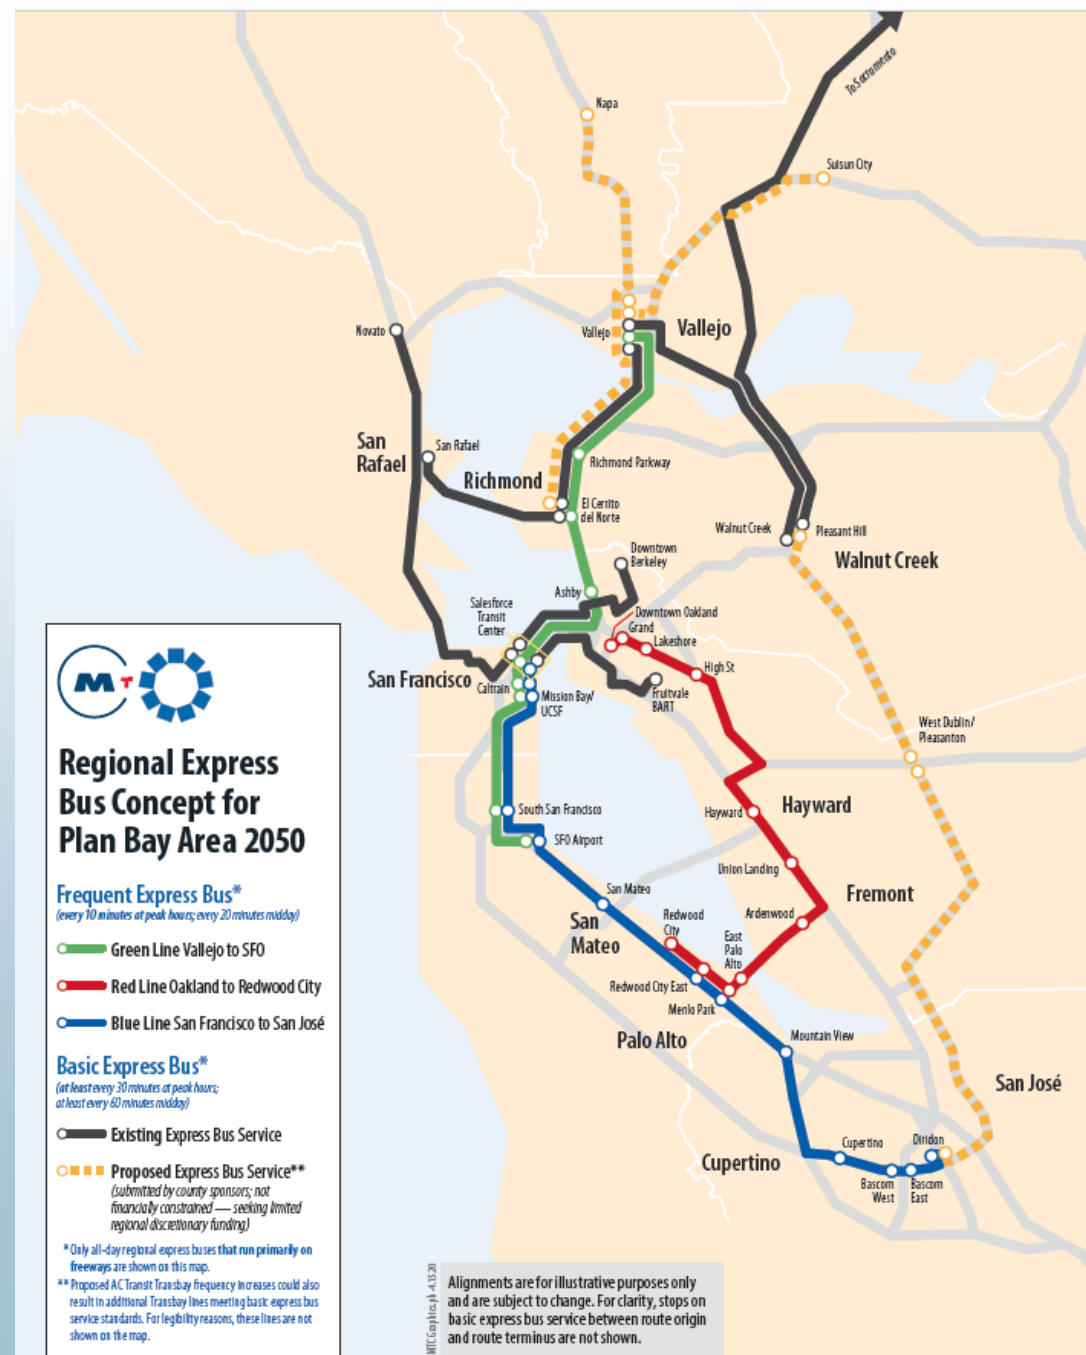 To Sacramento
Napa
Suisun City
Novato
Vallejo
Vallejo
San
Rafael
San Rafael
Richmond
Richmond Parkway
El Cerrito
del Norte
Walnut Creek
Pleasant Hill
Walnut Creek
Downtown
Berkeley
Ashby
Salesforce
Transit
Center
Downtown Oakland
Grand
Lakeshore
High St
San Francisco
Caltrain
Mission Bay/
UCSF
Fruitvale
BART
West Dublin/
Pleasanton
South San Francisco
SFO Airport
Hayward
Hayward
Union Landing
San Mateo
San
Mateo
Fremont
Ardenwood
Redwood
City
East
Palo
Alto
Redwood City East
Menlo Park
Palo Alto
Mountain View
San José
Cupertino
Cupertino
Diridon
Bascom
West
Bascom
East
M T
Regional Express
Bus Concept for
Plan Bay Area 2050
Frequent Express Bus*
(every 10 minutes at peak hours; every 20 minutes midday)
Green Line Vallejo to SFO
Red Line Oakland to Redwood City
Blue Line San Francisco to San José
Basic Express Bus*
(at least every 30 minutes at peak hours;
at least every 60 minutes midday)
Existing Express Bus Service
Proposed Express Bus Service**
(submitted by county sponsors; not
financially constrained — seeking limited
regional discretionary funding)
* Only all-day regional express buses that run primarily on
freeways are shown on this map.
** Proposed AC Transit Transbay frequency increases could also
result in additional Transbay lines meeting basic express bus
service standards. For legibility reasons, these lines are not
shown on the map.
MTC Graphics.pk -4.15.20
Alignments are for illustrative purposes only
and are subject to change. For clarity, stops on
basic express bus service between route origin
and route terminus are not shown.